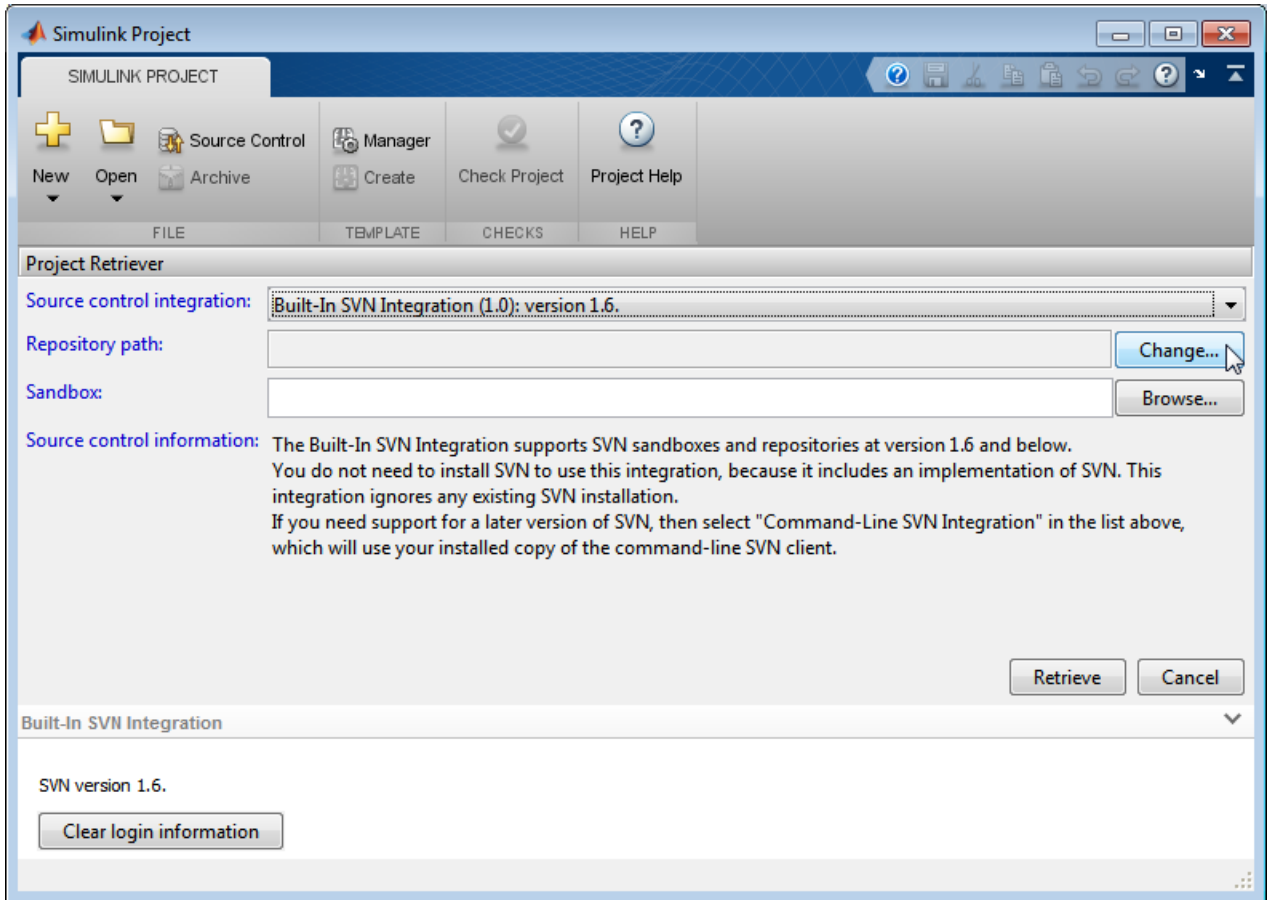 Simulink Project
SIMULINK PROJECT
New
Open
Source Control
Archive
Manager
Create
Check Project
Project Help
FILE
TEMPLATE
CHECKS
HELP
Project Retriever
Source control integration:
Built-In SVN Integration (1.0): version 1.6.
Repository path:
Change...
Sandbox:
Browse...
Source control information:
The Built-In SVN Integration supports SVN sandboxes and repositories at version 1.6 and below.
You do not need to install SVN to use this integration, because it includes an implementation of SVN. This
integration ignores any existing SVN installation.
If you need support for a later version of SVN, then select "Command-Line SVN Integration" in the list above,
which will use your installed copy of the command-line SVN client.
Retrieve
Cancel
Built-In SVN Integration
SVN version 1.6.
Clear login information